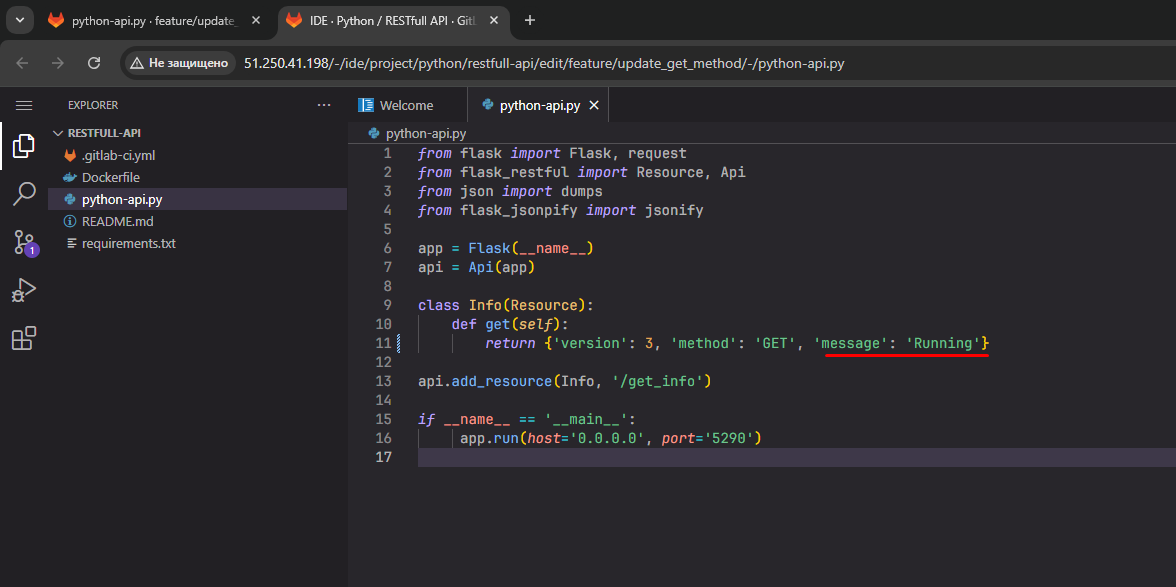 python-api.py · feature/update_
IDE · Python / RESTfull API · Gitl
Не защищено
51.250.41.198/-/ide/project/python/restfull-api/edit/feature/update_get_method/-/python-api.py
EXPLORER
RESTFULL-API
.gitlab-ci.yml
Dockerfile
python-api.py
README.md
requirements.txt
1
Welcome
python-api.py
python-api.py
1 from flask import Flask, request
2 from flask_restful import Resource, Api
3 from json import dumps
4 from flask_jsonpify import jsonify
5
6 app = Flask(__name__)
7 api = Api(app)
8
9 class Info(Resource):
10     def get(self):
11         return {'version': 3, 'method': 'GET', 'message': 'Running'}
12
13 api.add_resource(Info, '/get_info')
14
15 if __name__ == '__main__':
16      app.run(host='0.0.0.0', port='5290')
17